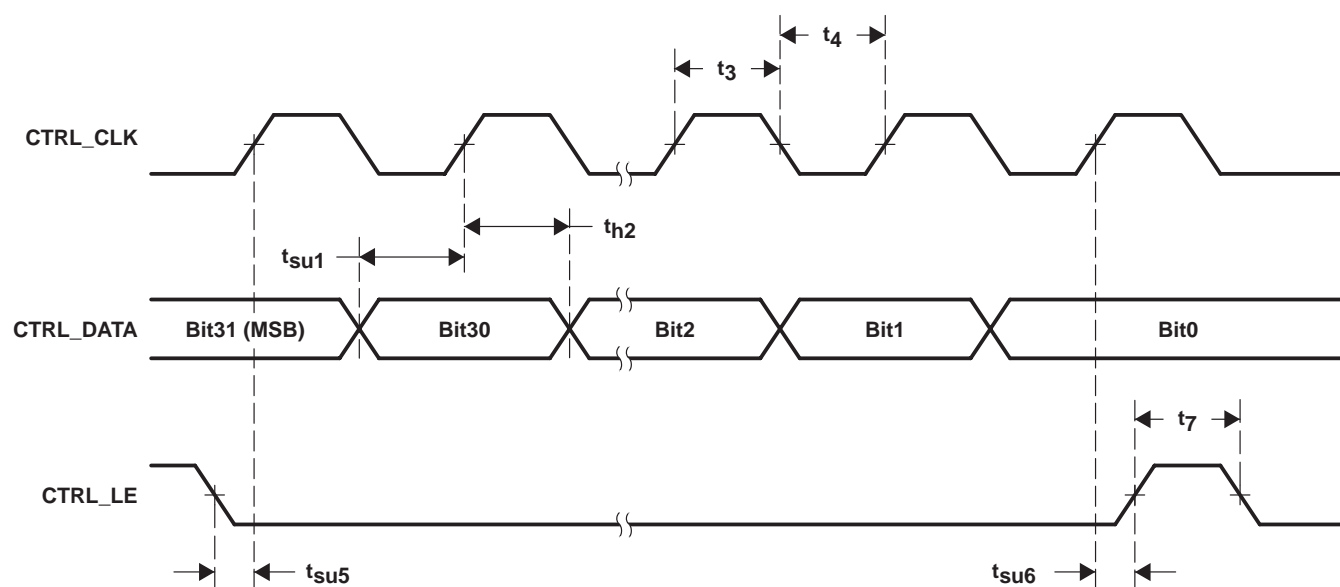 t4
t3
CTRL_CLK
th2
tsu1
CTRL_DATA
Bit31 (MSB)
Bit30
Bit2
Bit1
Bit0
t7
CTRL_LE
tsu5
tsu6